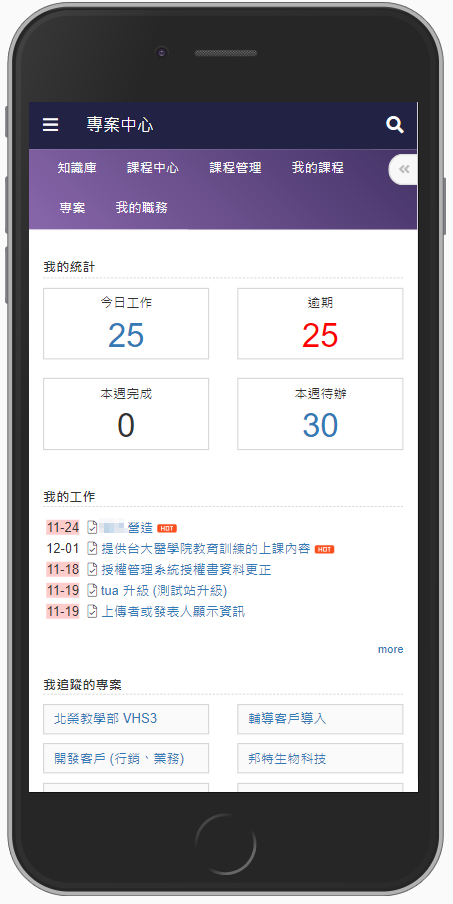 專案中心
知識庫 課程中心 課程管理 我的課程
專案 我的職務
我的統計
今日工作 逾期
25 25
本週完成 本週待辦
0 30
我的工作
11-24 營造 HOT
12-01 提供台大醫學院教育訓練的上課內容 HOT
11-18 授權管理系統授權書資料更正
11-19 tua 升級 (測試站升級)
11-19 上傳者或發表人顯示資訊
more
我追蹤的專案
北榮教學部 VHS3 輔導客戶導入
開發客戶 (行銷、業務) 邦特生物科技